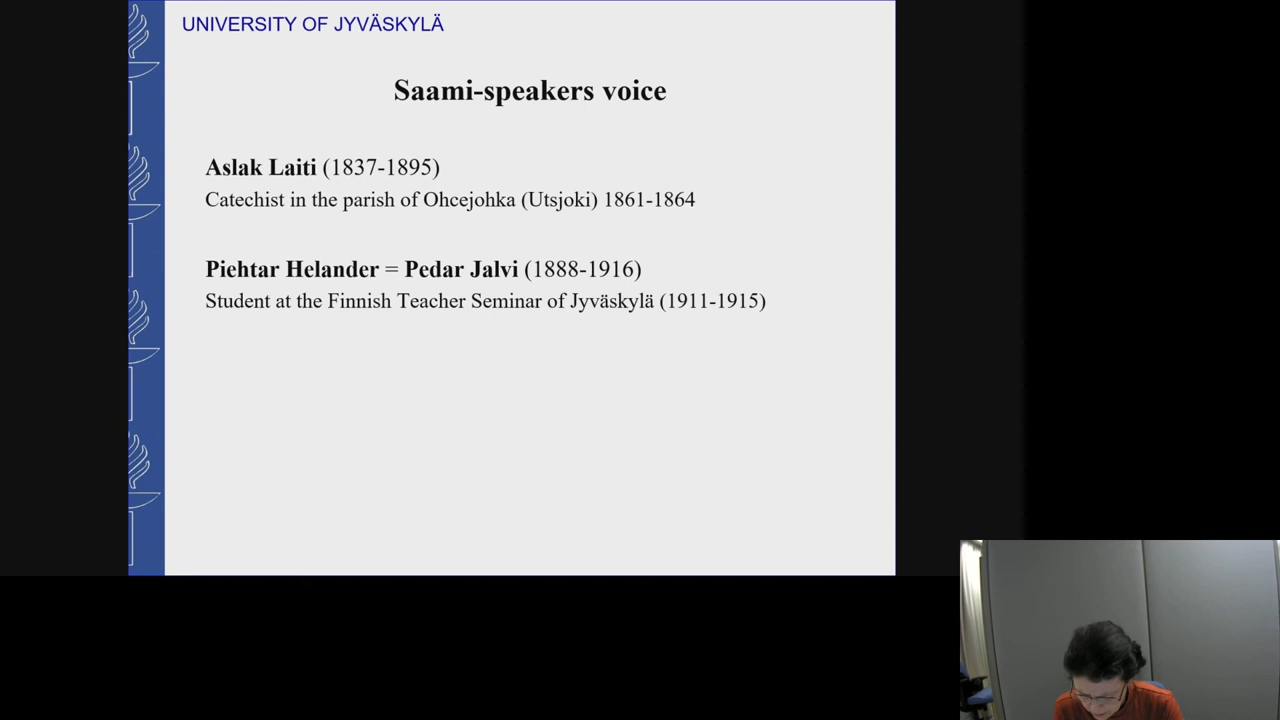 UNIVERSITY OF JYVÄSKYLÄ
Saami-speakers voice
Aslak Laiti (1837-1895)
Catechist in the parish of Ohcejohka (Utsjoki) 1861-1864
Piehtar Helander = Pedar Jalvi (1888-1916)
Student at the Finnish Teacher Seminar of Jyväskylä (1911-1915)